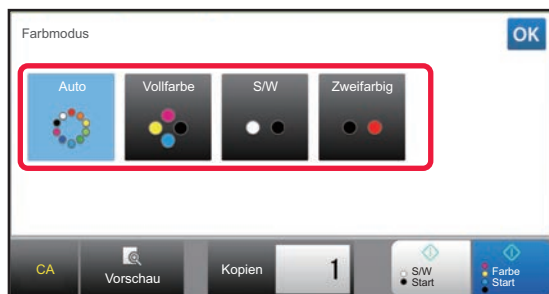 Farbmodus
OK
Auto
Vollfarbe
S/W
Zweifarbig
CA
Vorschau
Kopien
1
S/W
Start
Farbe
Start